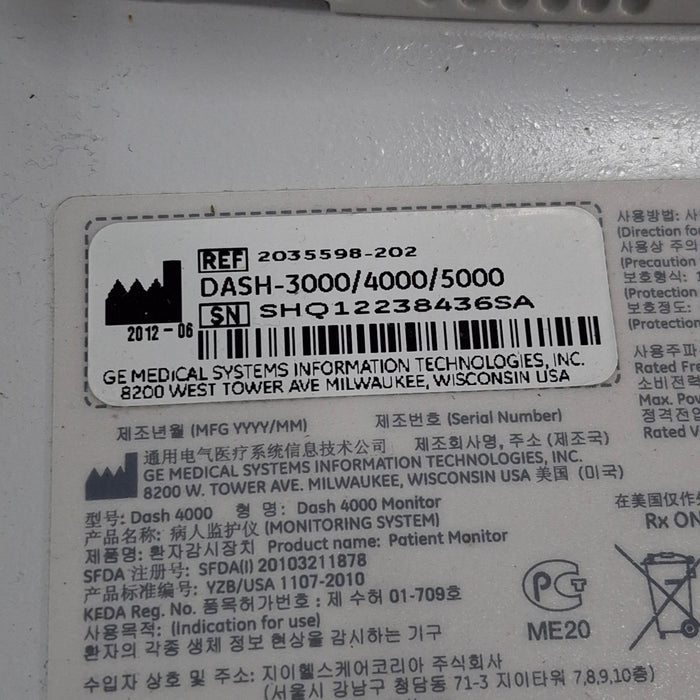 REF 2035598-202
DASH-3000/4000/5000
2012-06
SN SHQ12238436SA
GE MEDICAL SYSTEMS INFORMATION TECHNOLOGIES, INC.
8200 WEST TOWER AVE MILWAUKEE, WISCONSIN USA
제조년월 (MFG YYYY/MM) 제조번호 (Serial Number)
通用电气医疗系统信息技术公司 제조회사명, 주소 (제조국)
GE MEDICAL SYSTEMS INFORMATION TECHNOLOGIES, INC.
8200 W. TOWER AVE. MILWAUKEE, WISCONSIN USA 美国 (미국)
型号: Dash 4000 형 명: Dash 4000 Monitor
产品名称: 病人监护仪 (MONITORING SYSTEM)
제품명: 환자감시장치 Product name: Patient Monitor
SFDA 注册号: SFDA(I) 20103211878
产品标准编号: YZB/USA 1107-2010
KFDA Reg. No. 품목허가번호 : 제 수허 01-709호
사용목적: (Indication for use)
환자의 각종 생체 정보 현상을 감시하는 기구
수입자 상호 및 주소: 지이헬스케어코리아 주식회사
(서울시 강남구 청담동 71-3 지이타워 7,8,9,10층)
사용방법:
(Direction for
사용상 주의
(Precaution
보호형식:
(Protection
보호정도:
(Protection
사용주파
Rated Fre
소비전력
Max. Pow
정격전압
Rated V
在美国仅作
Rx ON
PCT
ME20